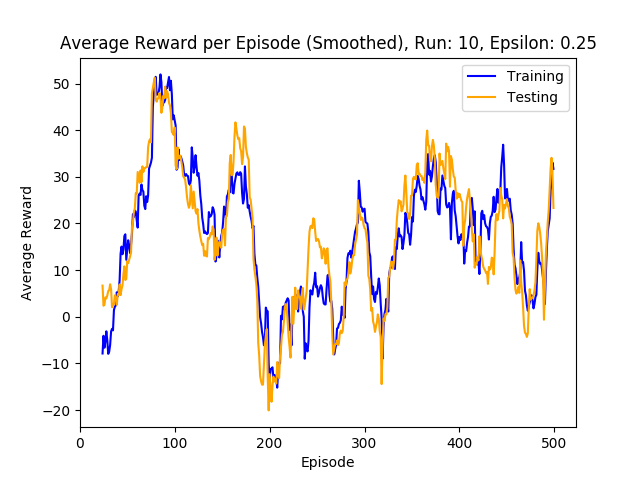 Average Reward per Episode (Smoothed), Run: 10, Epsilon: 0.25
Training
Testing
Average Reward
50
40
30
20
10
0
−10
−20
0 100 200 300 400 500
Episode